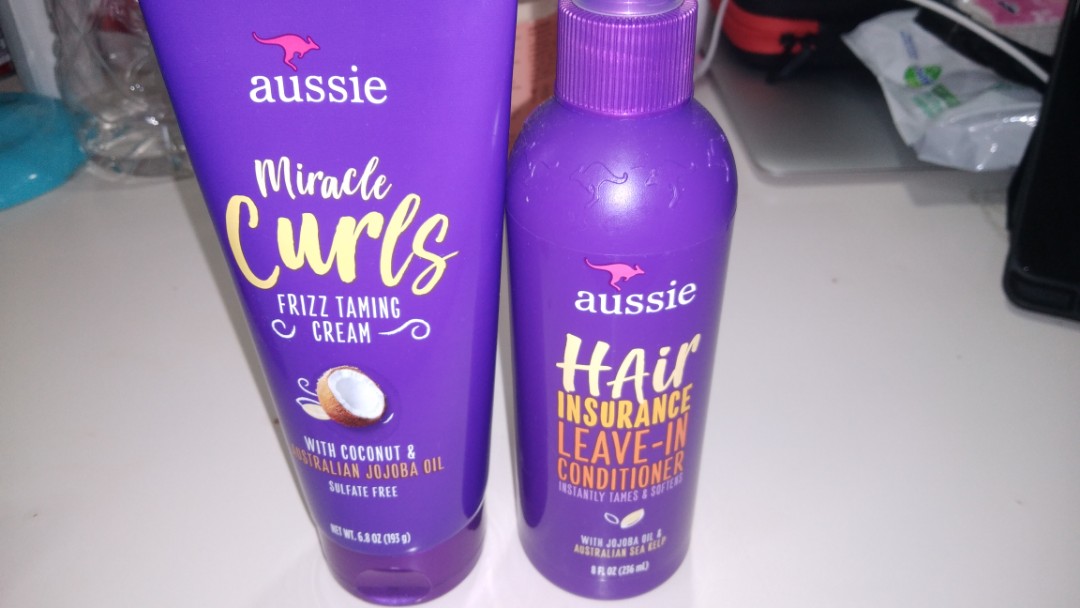 aussie
Miracle
Curls
FRIZZ TAMING
CREAM
WITH COCONUT &
AUSTRALIAN JOJOBA OIL
SULFATE FREE
NET WT. 6.8 OZ (193 g)
aussie
HAir
INSURANCE
LEAVE-IN
CONDITIONER
INSTANTLY TAMES & SOFTENS
WITH JOJOBA OIL &
AUSTRALIAN SEA KELP
8 FL OZ (236 mL)